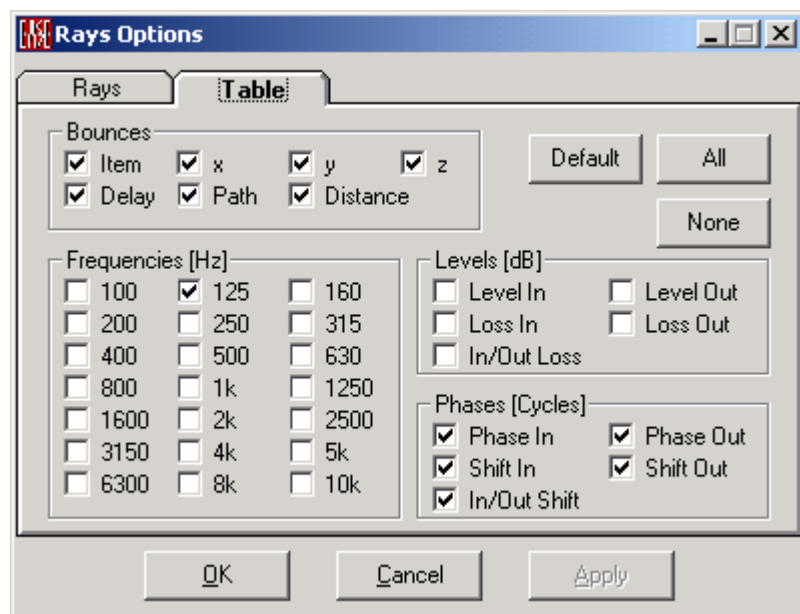 EASE Rays Options
Rays Table
Bounces
Item x y z
Delay Path Distance
Default All
None
Frequencies [Hz]
100 125 160
200 250 315
400 500 630
800 1k 1250
1600 2k 2500
3150 4k 5k
6300 8k 10k
Levels [dB]
Level In Level Out
Loss In Loss Out
In/Out Loss
Phases [Cycles]
Phase In Phase Out
Shift In Shift Out
In/Out Shift
OK Cancel Apply